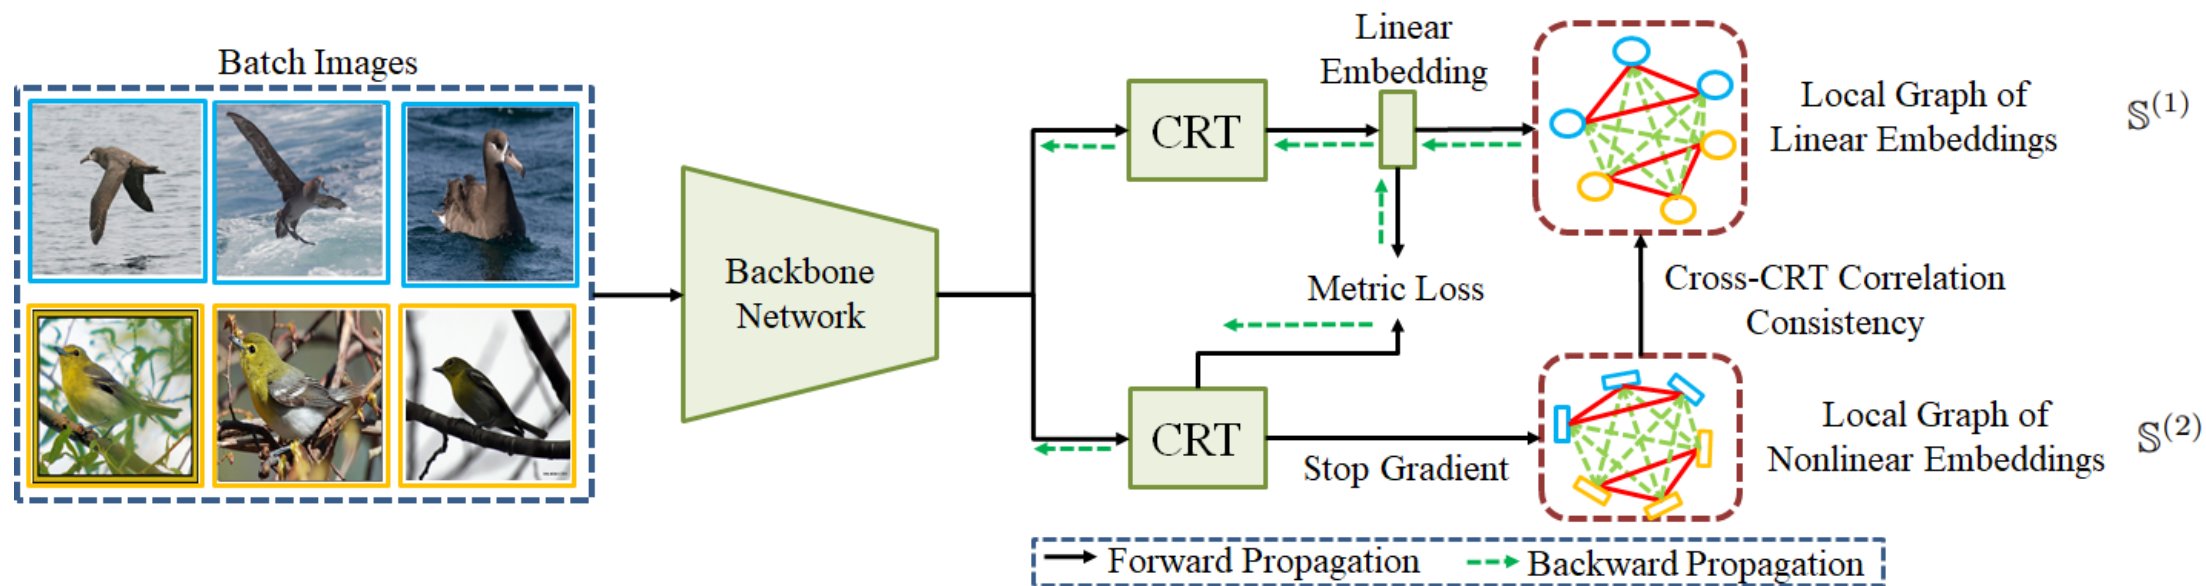 Batch Images
Backbone
Network
CRT
Linear
Embedding
Local Graph of
Linear Embeddings
𝕊(1)
Metric Loss
Cross-CRT Correlation
Consistency
CRT
Stop Gradient
Local Graph of
Nonlinear Embeddings
𝕊(2)
Forward Propagation
Backward Propagation